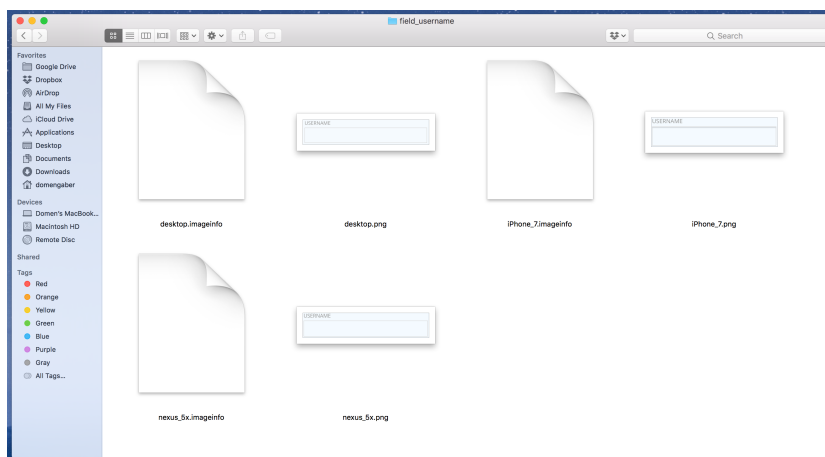 field_username
Search
Favorites
Google Drive
Dropbox
AirDrop
All My Files
iCloud Drive
Applications
Desktop
Documents
Downloads
domengaber
Devices
Domen's MacBook...
Macintosh HD
Remote Disc
Shared
Tags
Red
Orange
Yellow
Green
Blue
Purple
Gray
All Tags...
USERNAME
USERNAME
desktop.imageinfo
desktop.png
iPhone_7.imageinfo
iPhone_7.png
USERNAME
nexus_5x.imageinfo
nexus_5x.png